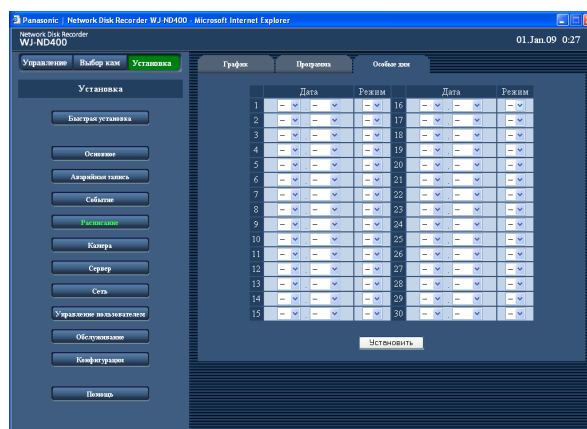 Panasonic | Network Disk Recorder WJ-ND400 - Microsoft Internet Explorer
Network Disk Recorder
WJ-ND400
01.Jan.09 0:27
Управление Выбор кам Установка
График Программа Особые дни
Установка
Быстрая установка
Основное
Аварийная запись
Событие
Расписание
Камера
Сервер
Сеть
Управление пользователем
Обслуживание
Конфигурация
Помощь
Дата Режим Дата Режим
1 – . – – 16 – . – –
2 – . – – 17 – . – –
3 – . – – 18 – . – –
4 – . – – 19 – . – –
5 – . – – 20 – . – –
6 – . – – 21 – . – –
7 – . – – 22 – . – –
8 – . – – 23 – . – –
9 – . – – 24 – . – –
10 – . – – 25 – . – –
11 – . – – 26 – . – –
12 – . – – 27 – . – –
13 – . – – 28 – . – –
14 – . – – 29 – . – –
15 – . – – 30 – . – –
Установить